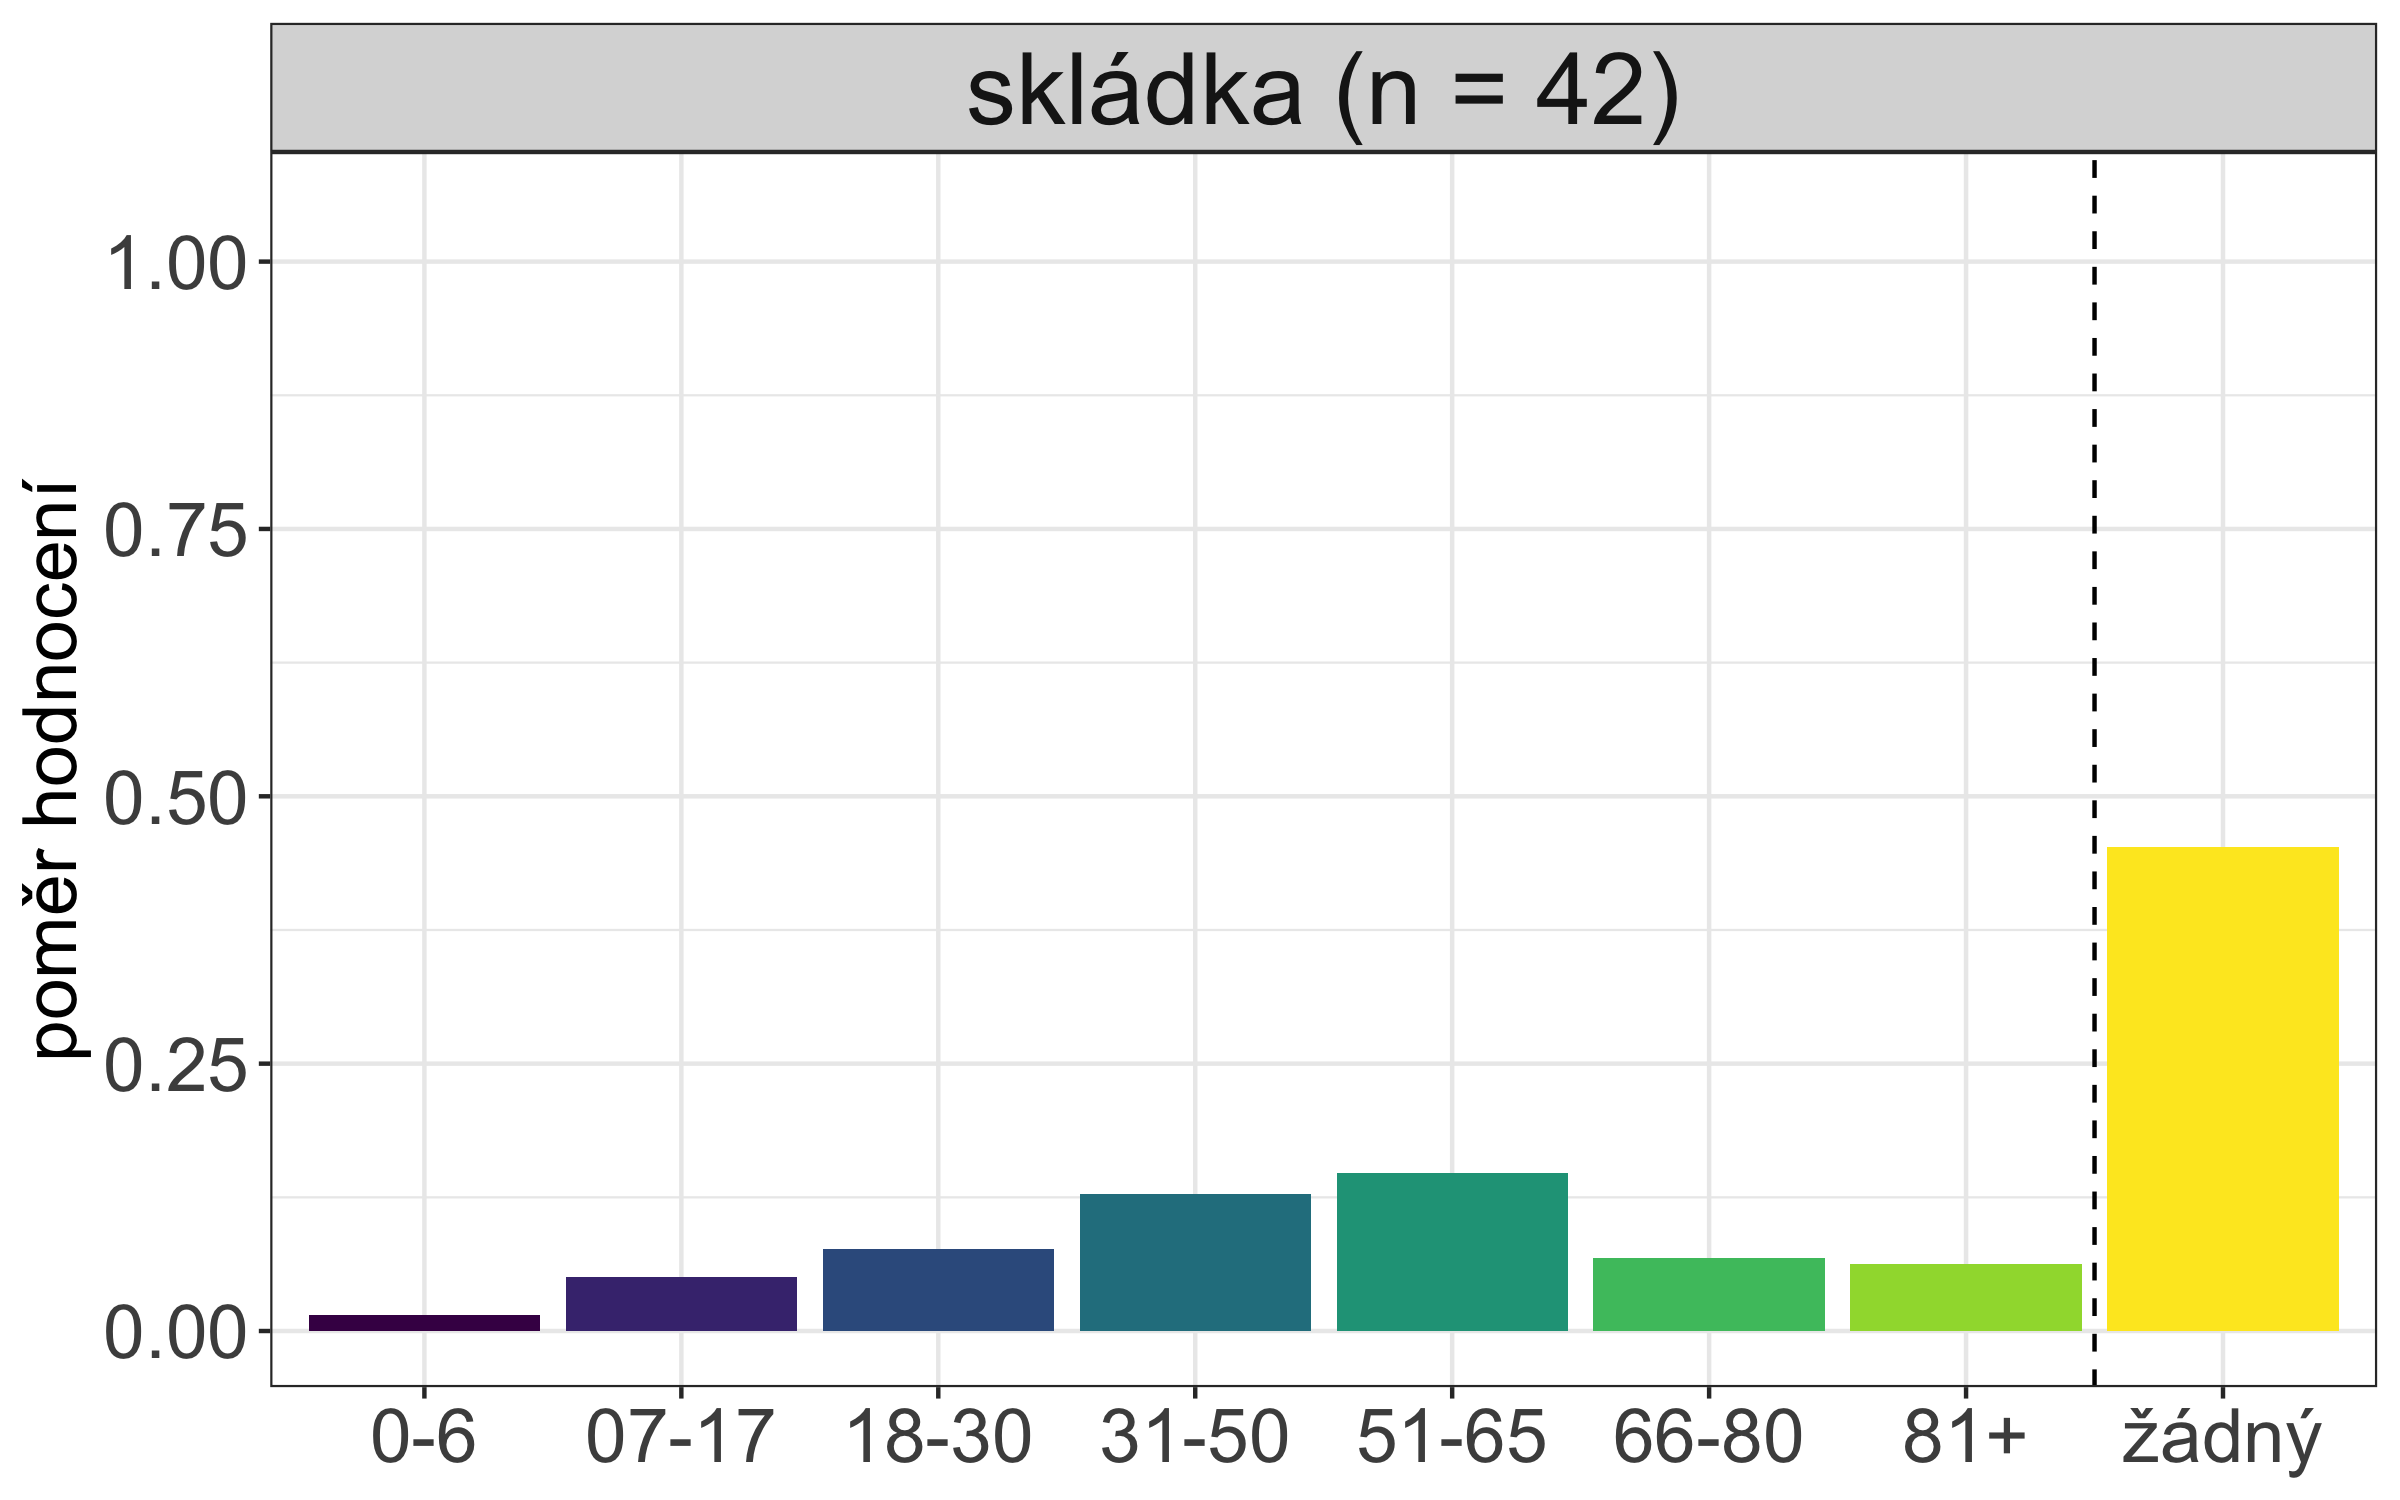 skládka (n = 42)
poměr hodnocení
1.00
0.75
0.50
0.25
0.00
0-6 07-17 18-30 31-50 51-65 66-80 81+ žádný